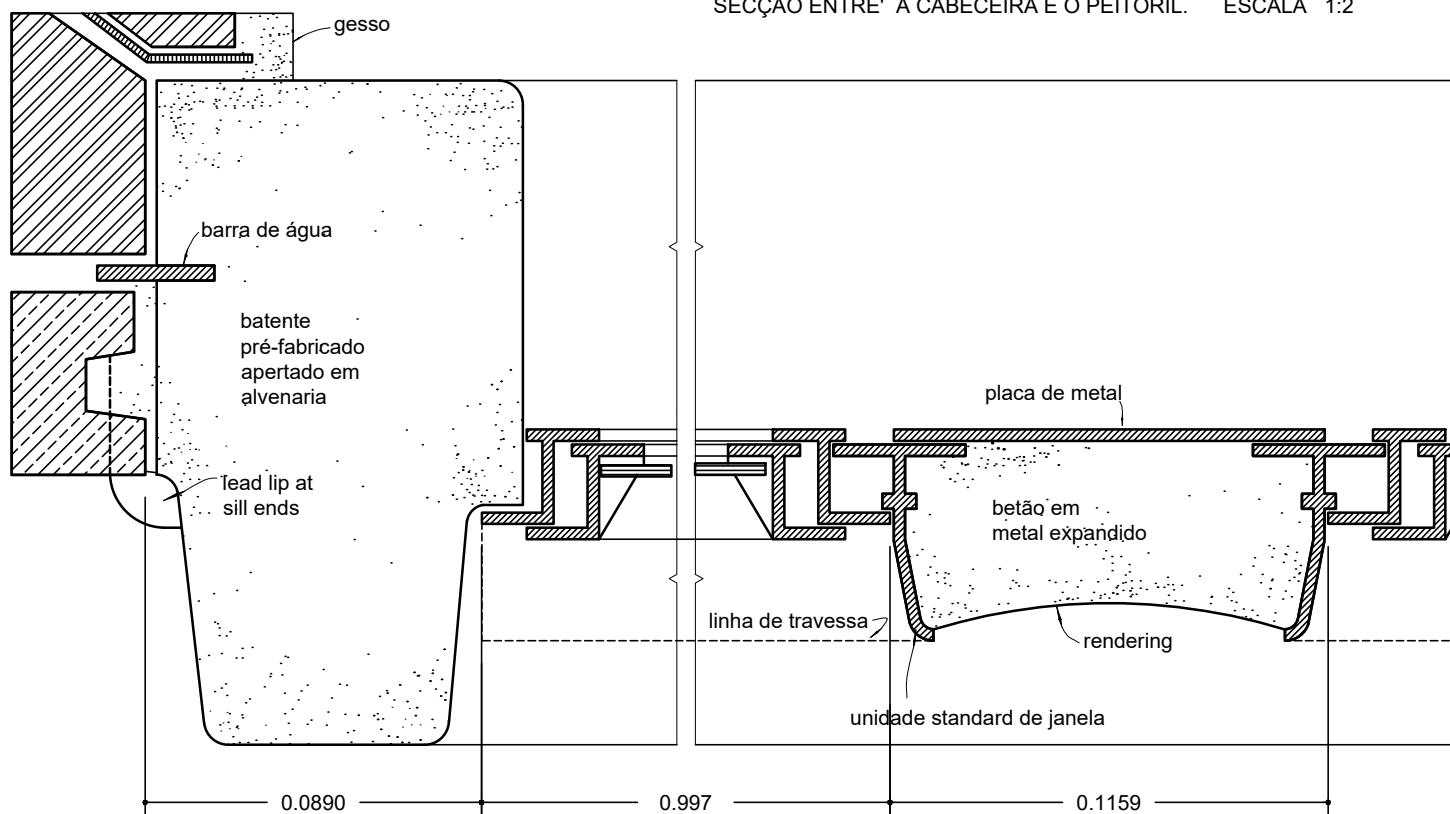 SECÇÃO ENTRE' A CABECEIRA E O PEITORIL. ESCALA 1:2
gesso
barra de água
batente
pré-fabricado
apertado em
alvenaria
placa de metal
lead lip at
sill ends
betão em
metal expandido
linha de travessa
rendering
unidade standard de janela
0.0890
0.997
0.1159